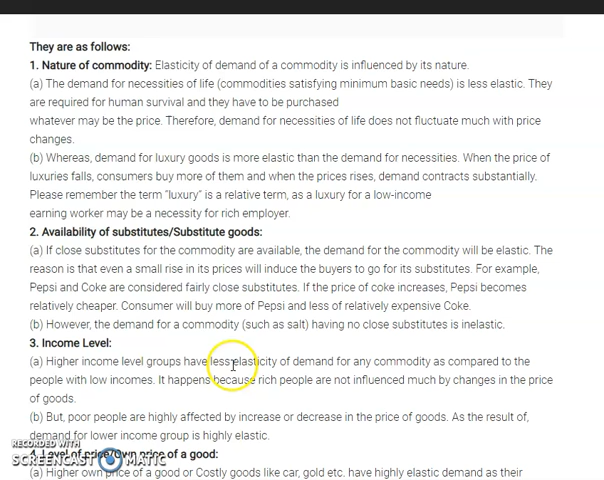 They are as follows:
1. Nature of commodity: Elasticity of demand of a commodity is influenced by its nature.
(a) The demand for necessities of life (commodities satisfying minimum basic needs) is less elastic. They
are required for human survival and they have to be purchased
whatever may be the price. Therefore, demand for necessities of life does not fluctuate much with price
changes.
(b) Whereas, demand for luxury goods is more elastic than the demand for necessities. When the price of
luxuries falls, consumers buy more of them and when the prices rises, demand contracts substantially.
Please remember the term "luxury" is a relative term, as a luxury for a low-income
earning worker may be a necessity for rich employer.
2. Availability of substitutes/Substitute goods:
(a) If close substitutes for the commodity are available, the demand for the commodity will be elastic. The
reason is that even a small rise in its prices will induce the buyers to go for its substitutes. For example,
Pepsi and Coke are considered fairly close substitutes. If the price of coke increases, Pepsi becomes
relatively cheaper. Consumer will buy more of Pepsi and less of relatively expensive Coke.
(b) However, the demand for a commodity (such as salt) having no close substitutes is inelastic.
3. Income Level:
(a) Higher income level groups have less elasticity of demand for any commodity as compared to the
people with low incomes. It happens because rich people are not influenced much by changes in the price
of goods.
(b) But, poor people are highly affected by increase or decrease in the price of goods. As the result of,
demand for lower income group is highly elastic.
4. Level of price/Own price of a good:
(a) Higher own price of a good or Costly goods like car, gold etc. have highly elastic demand as their
RECORDED WITH
SCREENCAST MATIC